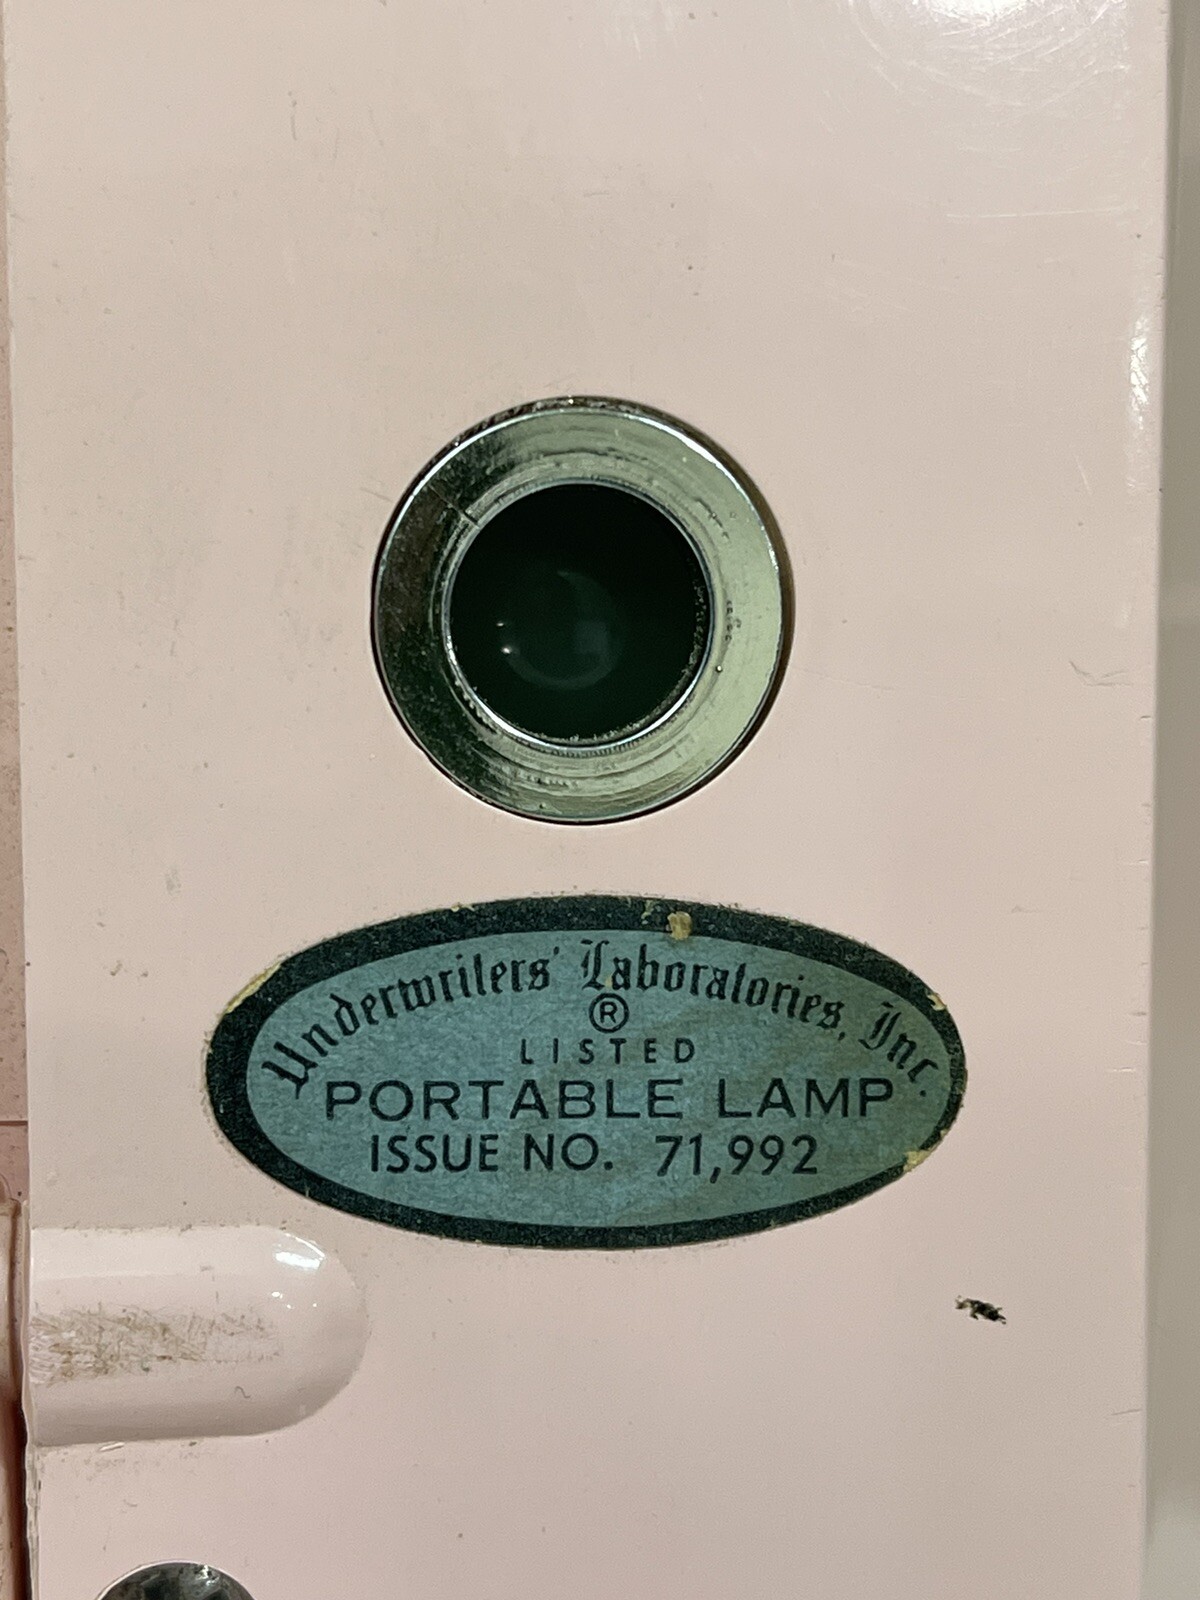 Underwriters' Laboratories, Inc.
®
LISTED
PORTABLE LAMP
ISSUE NO. 71,992